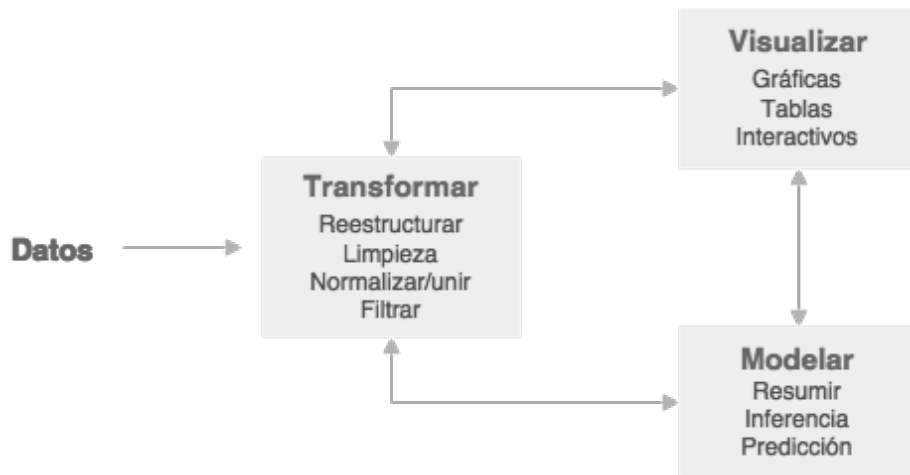 Datos
Transformar
Reestructurar
Limpieza
Normalizar/unir
Filtrar
Visualizar
Gráficas
Tablas
Interactivos
Modelar
Resumir
Inferencia
Predicción